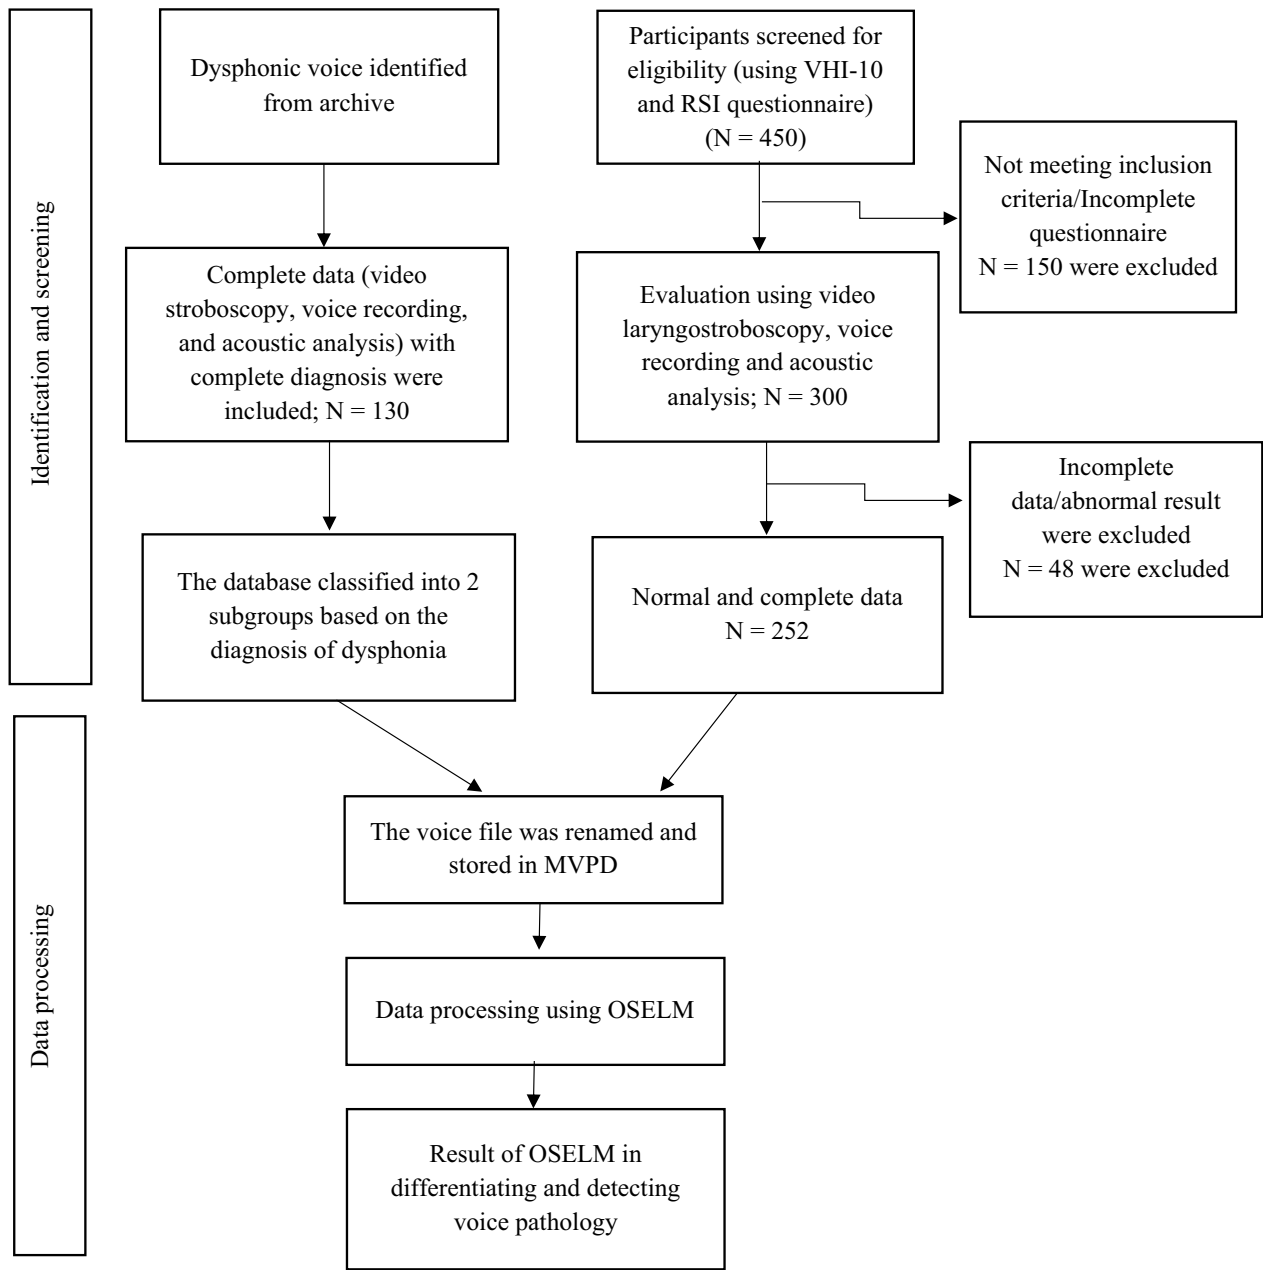 Identification and screening
Dysphonic voice identified
from archive
Complete data (video
stroboscopy, voice recording,
and acoustic analysis) with
complete diagnosis were
included; N = 130
The database classified into 2
subgroups based on the
diagnosis of dysphonia
Participants screened for
eligibility (using VHI-10
and RSI questionnaire)
(N = 450)
Not meeting inclusion
criteria/Incomplete
questionnaire
N = 150 were excluded
Evaluation using video
laryngostroboscopy, voice
recording and acoustic
analysis; N = 300
Incomplete
data/abnormal result
were excluded
N = 48 were excluded
Normal and complete data
N = 252
Data processing
The voice file was renamed and
stored in MVPD
Data processing using OSELM
Result of OSELM in
differentiating and detecting
voice pathology